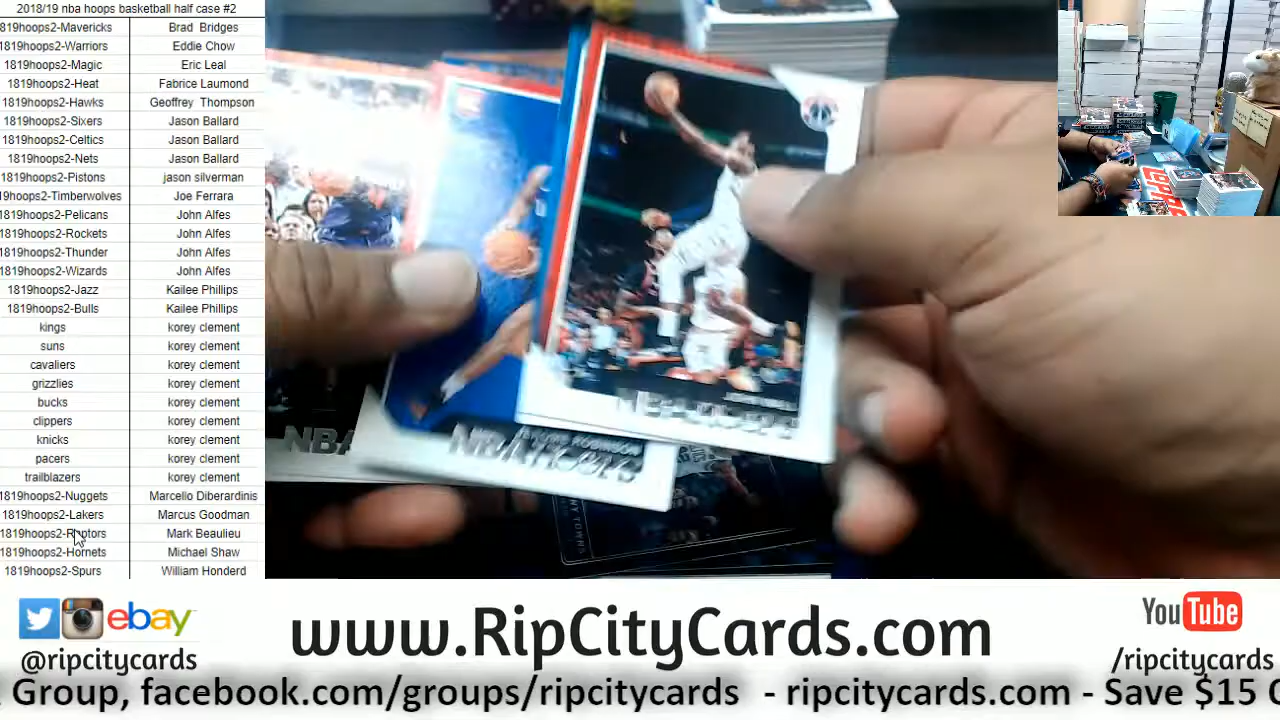 2018/19 nba hoops basketball half case #2
1819hoops2-Mavericks Brad Bridges
1819hoops2-Warriors Eddie Chow
1819hoops2-Magic Eric Leal
1819hoops2-Heat Fabrice Laumond
1819hoops2-Hawks Geoffrey Thompson
1819hoops2-Sixers Jason Ballard
1819hoops2-Celtics Jason Ballard
1819hoops2-Nets Jason Ballard
1819hoops2-Pistons jason silverman
19hoops2-Timberwolves Joe Ferrara
1819hoops2-Pelicans John Alfes
1819hoops2-Rockets John Alfes
1819hoops2-Thunder John Alfes
1819hoops2-Wizards John Alfes
1819hoops2-Jazz Kailee Phillips
1819hoops2-Bulls Kailee Phillips
kings korey clement
suns korey clement
cavaliers korey clement
grizzlies korey clement
bucks korey clement
clippers korey clement
knicks korey clement
pacers korey clement
trailblazers korey clement
1819hoops2-Nuggets Marcello Diberardinis
1819hoops2-Lakers Marcus Goodman
1819hoops2-Raptors Mark Beaulieu
1819hoops2-Hornets Michael Shaw
1819hoops2-Spurs William Honderd
NBA
ebay
@ripcitycards
www.RipCityCards.com
YouTube
/ripcitycards
Group, facebook.com/groups/ripcitycards - ripcitycards.com - Save $15 O